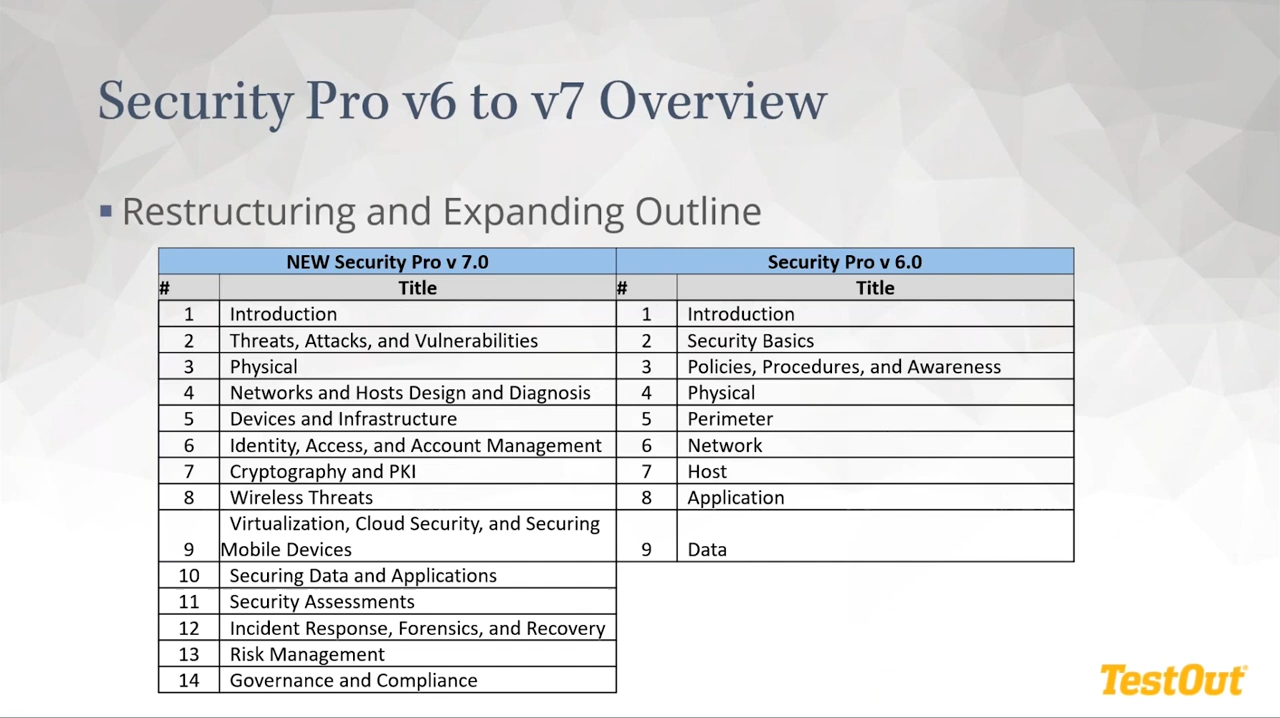 Security Pro v6 to v7 Overview
▪ Restructuring and Expanding Outline
NEW Security Pro v 7.0 Security Pro v 6.0
# Title # Title
1 Introduction 1 Introduction
2 Threats, Attacks, and Vulnerabilities 2 Security Basics
3 Physical 3 Policies, Procedures, and Awareness
4 Networks and Hosts Design and Diagnosis 4 Physical
5 Devices and Infrastructure 5 Perimeter
6 Identity, Access, and Account Management 6 Network
7 Cryptography and PKI 7 Host
8 Wireless Threats 8 Application
Virtualization, Cloud Security, and Securing
9 Mobile Devices 9 Data
10 Securing Data and Applications
11 Security Assessments
12 Incident Response, Forensics, and Recovery
13 Risk Management
14 Governance and Compliance
TestOut®